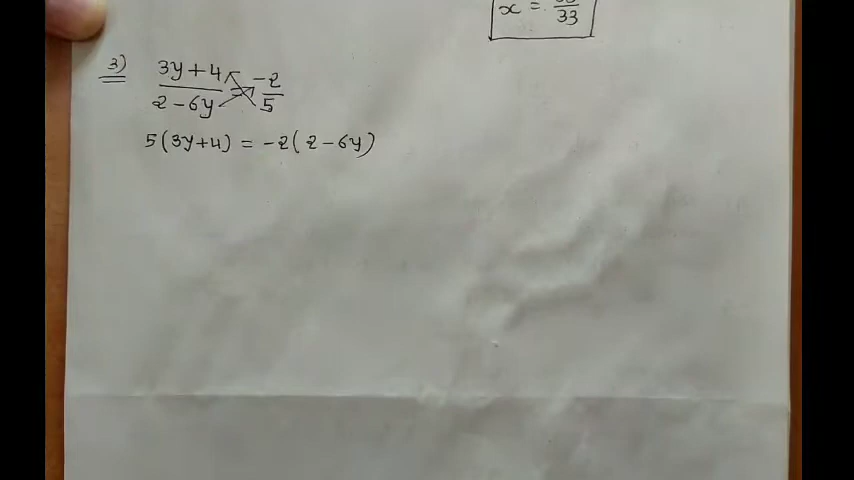 x = 33
3)
3y+4 / 2-6y = -2 / 5
5(3y+4) = -2(2-6y)